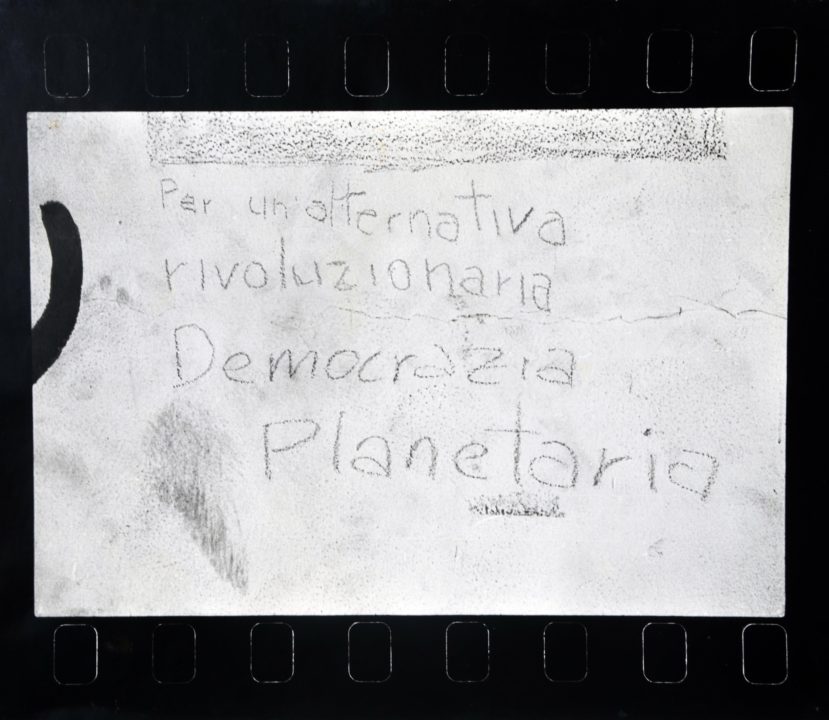 Per un'alternativa
rivoluzionaria
Democrazia
Planetaria